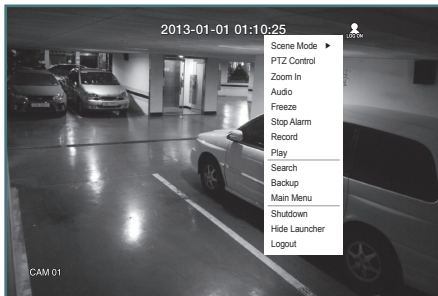 2013-01-01 01:10:25
LOG ON
Scene Mode
PTZ Control
Zoom In
Audio
Freeze
Stop Alarm
Record
Play
Search
Backup
Main Menu
Shutdown
Hide Launcher
Logout
CAM 01